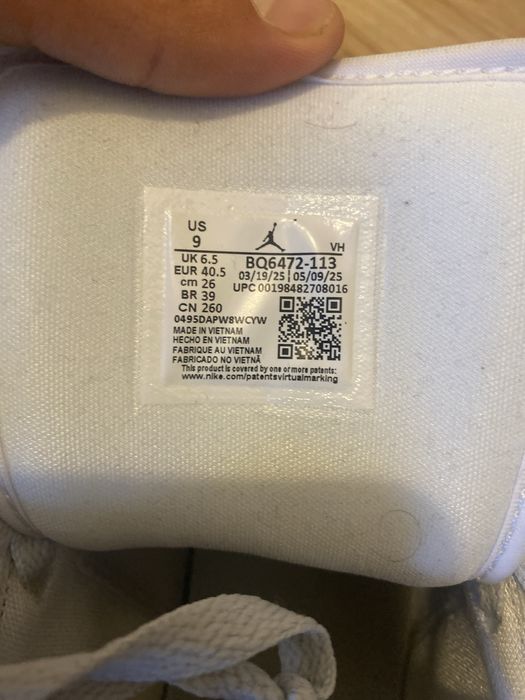 US
9
VH
UK 6.5
BQ6472-113
EUR 40.5
03/19/25 | 05/09/25
cm 26
UPC 00198482708016
BR 39
CN 260
0495DAPW8WCYW
MADE IN VIETNAM
HECHO EN VIETNAM
FABRIQUE AU VIETNAM
FABRICADO NO VIETNÃ
This product is covered by one or more patents:
www.nike.com/patentsvirtualmarking